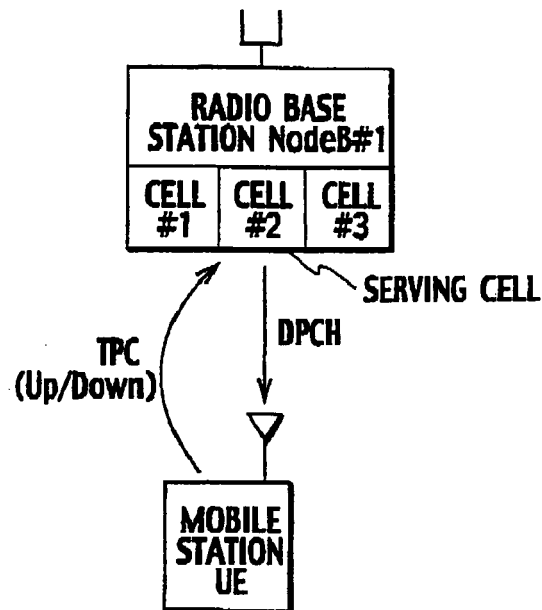 RADIO BASE
STATION NodeB#1
CELL
#1
CELL
#2
CELL
#3
SERVING CELL
DPCH
TPC
(Up/Down)
MOBILE
STATION
UE